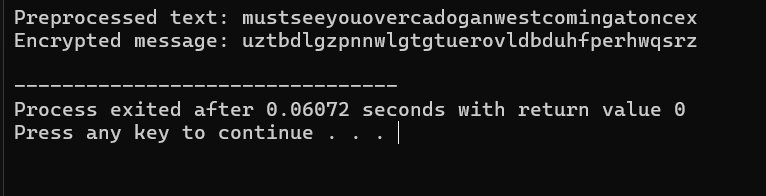 Preprocessed text: mustseeyouovercadoganwestcomingatoncex
Encrypted message: uztbdlgzpnnwlgtgtuerovldbduhfperhwqsrz
--------------------------------
Process exited after 0.06072 seconds with return value 0
Press any key to continue . . .